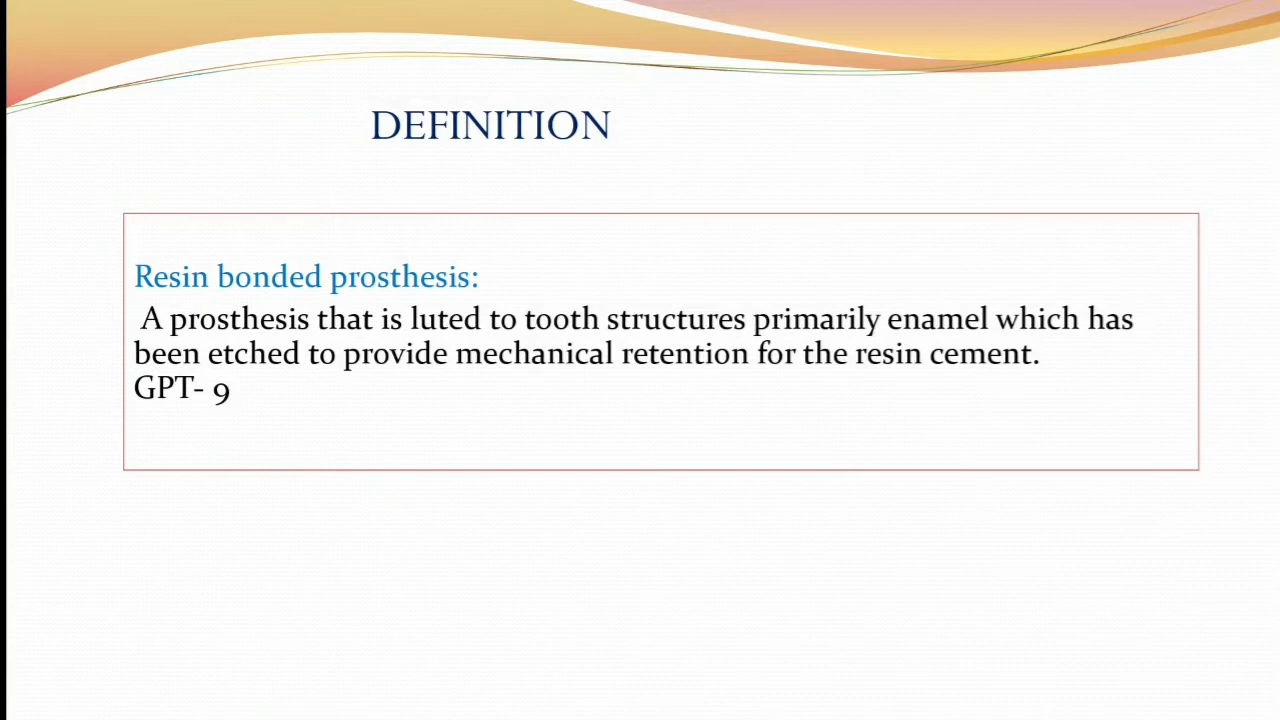 DEFINITION
Resin bonded prosthesis:
A prosthesis that is luted to tooth structures primarily enamel which has
been etched to provide mechanical retention for the resin cement.
GPT- 9